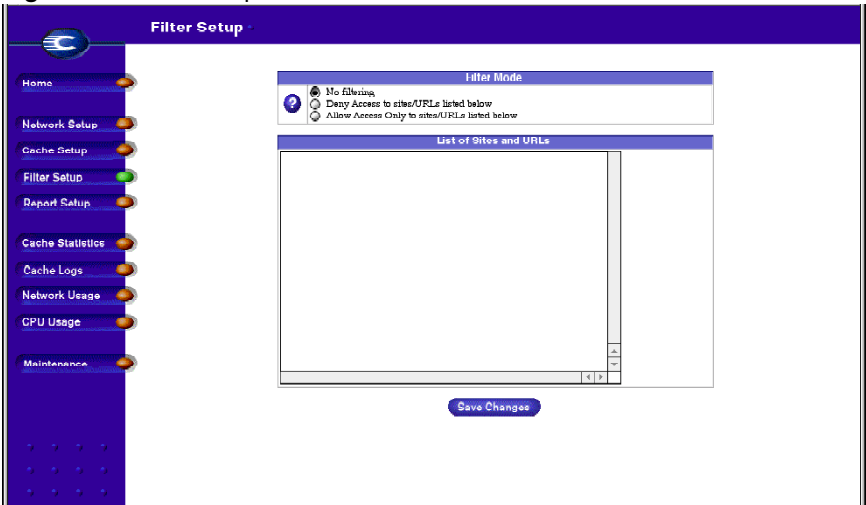 Filter Setup
Home
Network Setup
Cache Setup
Filter Setup
Report Setup
Cache Statistics
Cache Logs
Network Usage
CPU Usage
Maintenance
Filter Mode
No filtering
Deny Access to sites/URLs listed below
Allow Access Only to sites/URLs listed below
List of Sites and URLs
Save Changes